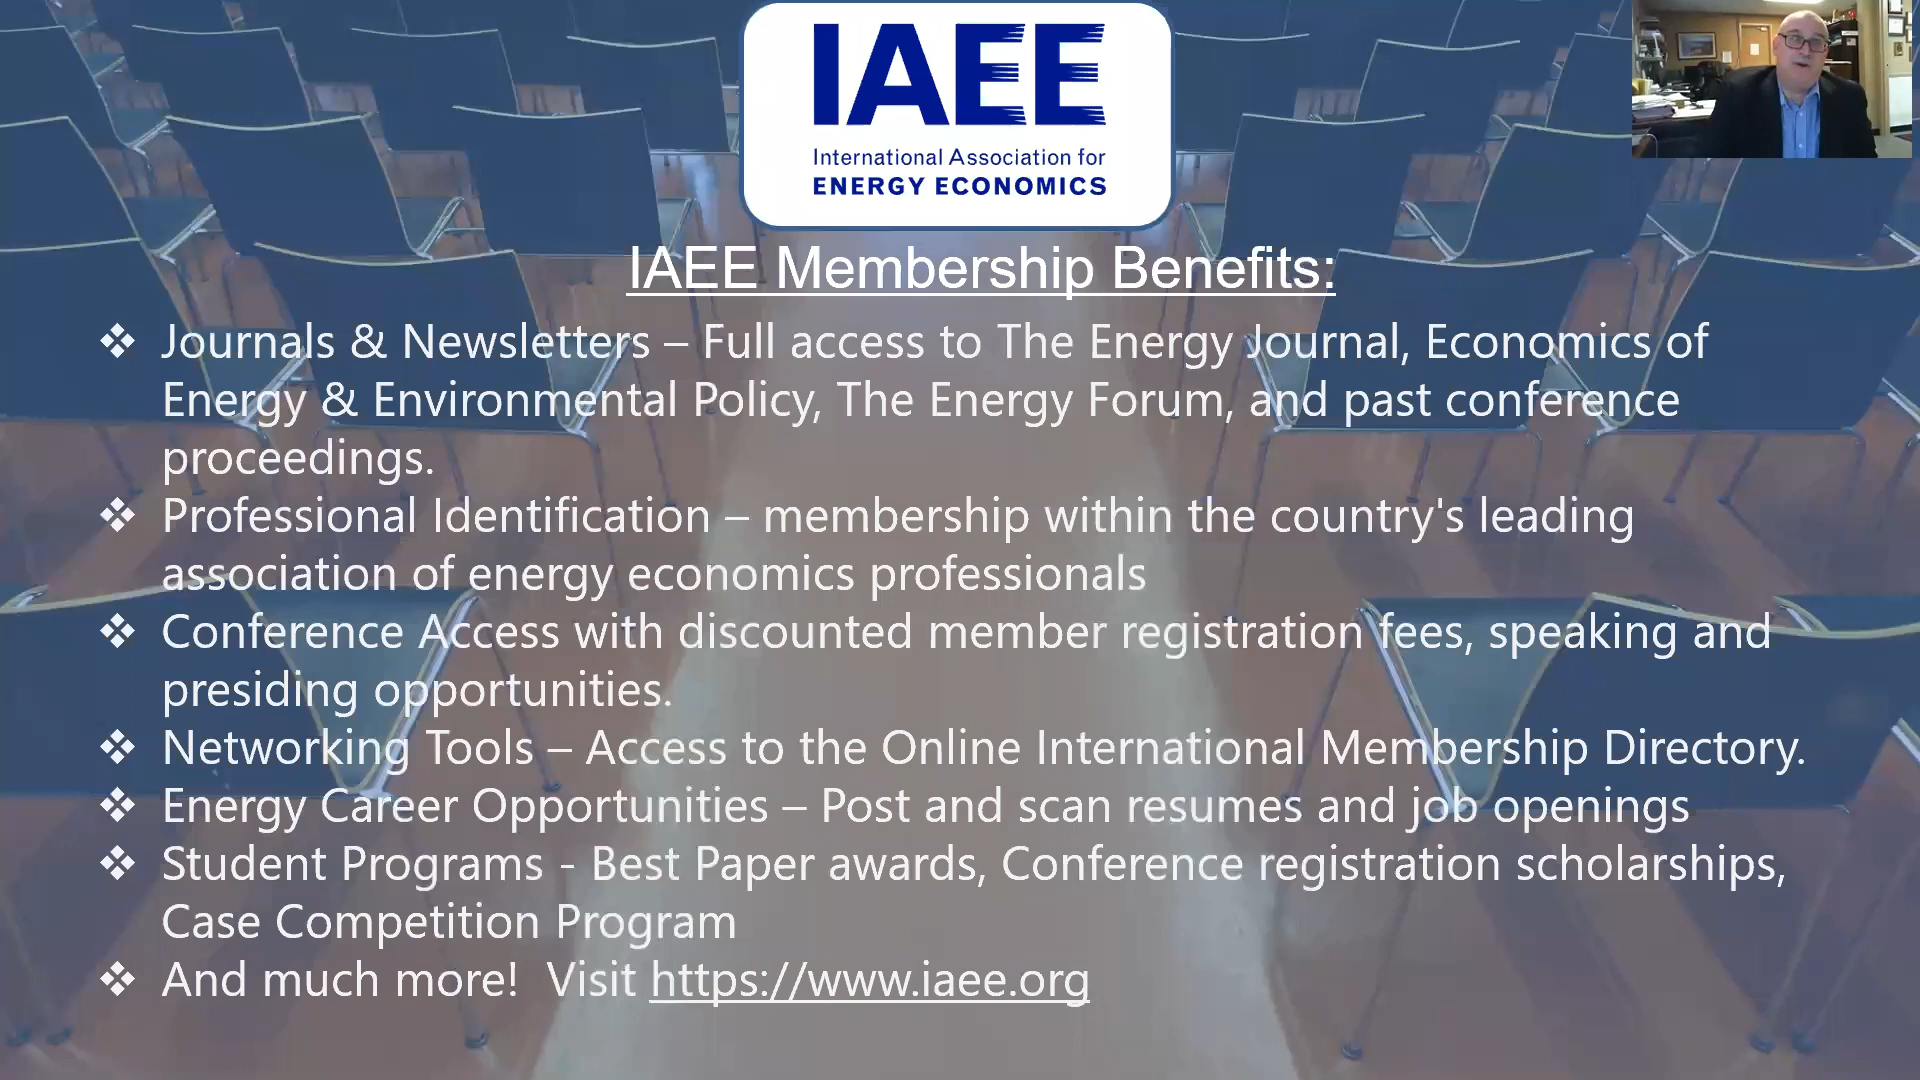 IAEE
International Association for
ENERGY ECONOMICS
IAEE Membership Benefits:
❖ Journals & Newsletters – Full access to The Energy Journal, Economics of
Energy & Environmental Policy, The Energy Forum, and past conference
proceedings.
❖ Professional Identification – membership within the country's leading
association of energy economics professionals
❖ Conference Access with discounted member registration fees, speaking and
presiding opportunities.
❖ Networking Tools – Access to the Online International Membership Directory.
❖ Energy Career Opportunities – Post and scan resumes and job openings
❖ Student Programs - Best Paper awards, Conference registration scholarships,
Case Competition Program
❖ And much more!  Visit https://www.iaee.org